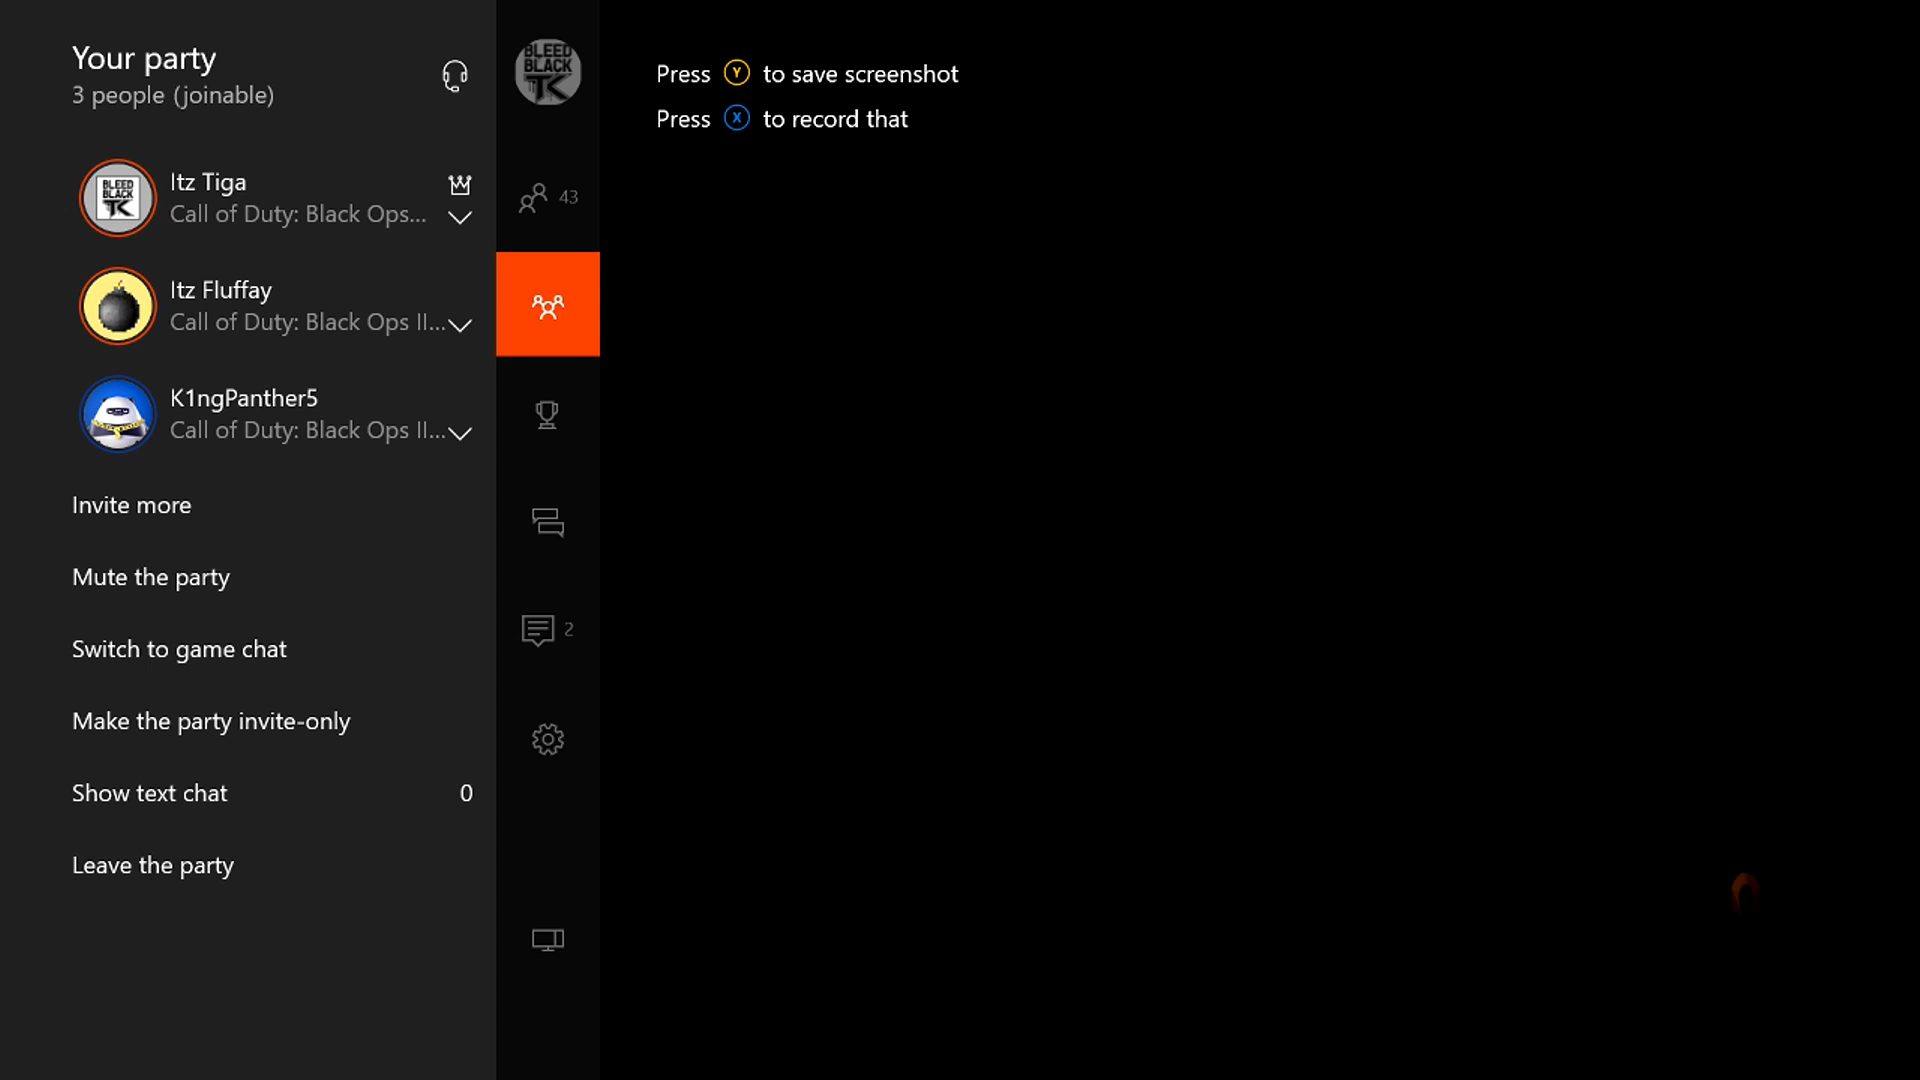 Your party
3 people (joinable)
Itz Tiga
Call of Duty: Black Ops...
Itz Fluffay
Call of Duty: Black Ops II...
K1ngPanther5
Call of Duty: Black Ops II...
Invite more
Mute the party
Switch to game chat
Make the party invite-only
Show text chat 0
Leave the party
BLEED
BLACK
TK
43
2
Press Y to save screenshot
Press X to record that